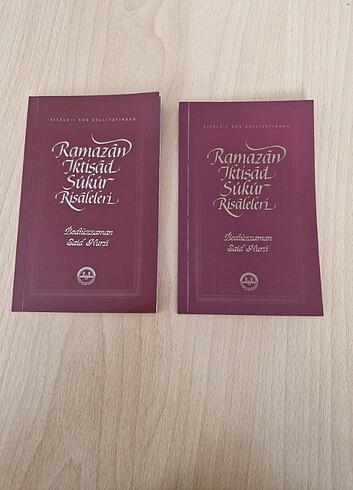 RİSALE-İ NUR KÜLLİYATINDAN
Ramazân
İktisâd
Şükür
Risâleleri
Bediüzzaman
Said Nursi
RİSALE-İ NUR KÜLLİYATINDAN
Ramazân
İktisâd
Şükür
Risâleleri
Bediüzzaman
Said Nursi